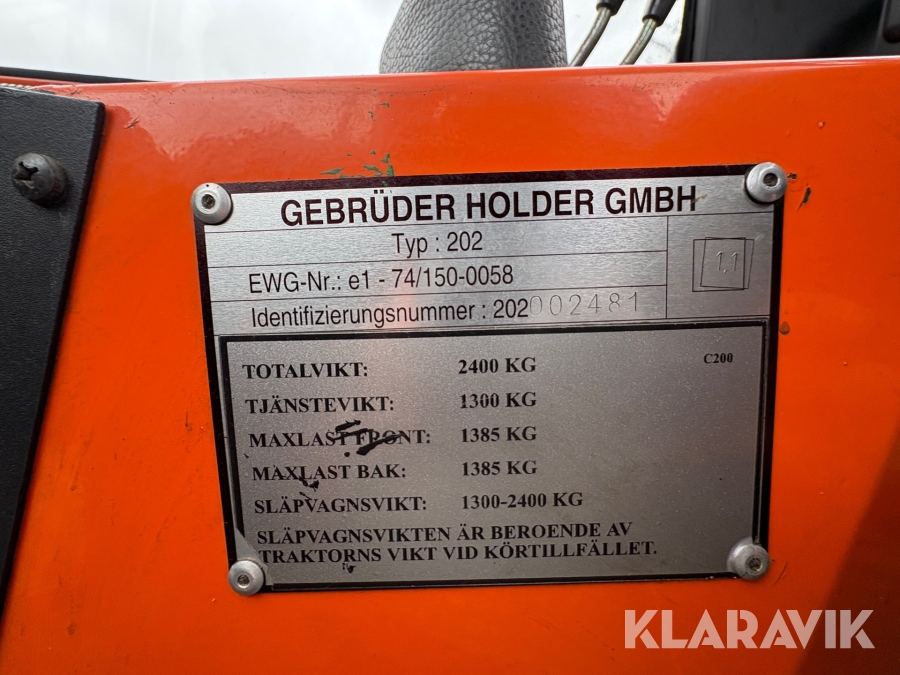 GEBRÜDER HOLDER GMBH
Typ : 202
EWG-Nr.: e1 - 74/150-0058
1.1
Identifizierungsnummer : 202002481
C200
TOTALVIKT: 2400 KG
TJÄNSTEVIKT: 1300 KG
MAXLAST FRONT: 1385 KG
MAXLAST BAK: 1385 KG
SLÄPVAGNSVIKT: 1300-2400 KG
SLÄPVAGNSVIKTEN ÄR BEROENDE AV
TRAKTORNS VIKT VID KÖRTILLFÄLLET.
KLARAVIK